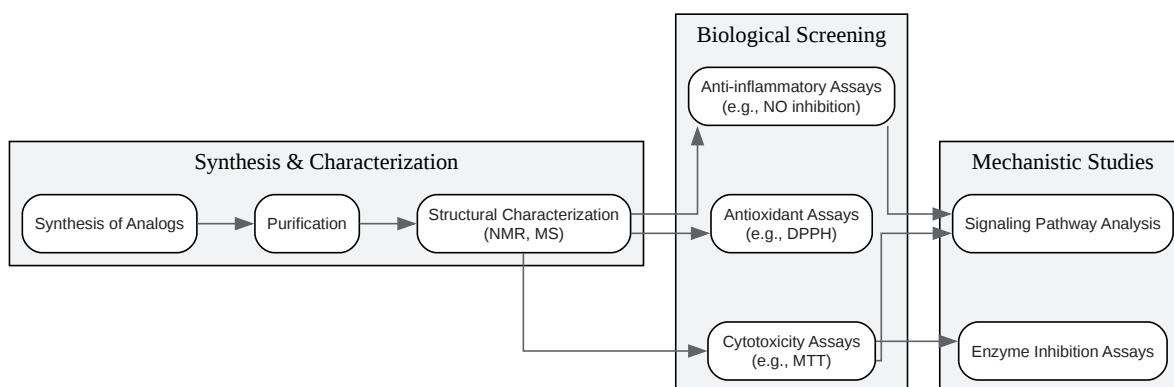 Synthesis & Characterization
Synthesis of Analogs
Purification
Structural Characterization
(NMR, MS)
Biological Screening
Anti-inflammatory Assays
(e.g., NO inhibition)
Antioxidant Assays
(e.g., DPPH)
Cytotoxicity Assays
(e.g., MTT)
Mechanistic Studies
Signaling Pathway Analysis
Enzyme Inhibition Assays